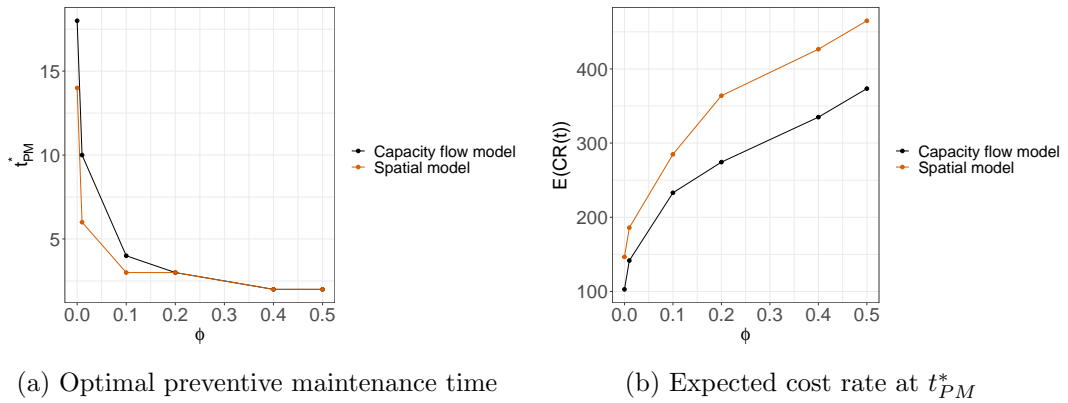 t*PM
15
10
5
0.0 0.1 0.2 0.3 0.4 0.5
ϕ
Capacity flow model
Spatial model
(a) Optimal preventive maintenance time
E(CR(t))
400
300
200
100
0.0 0.1 0.2 0.3 0.4 0.5
ϕ
Capacity flow model
Spatial model
(b) Expected cost rate at t*PM